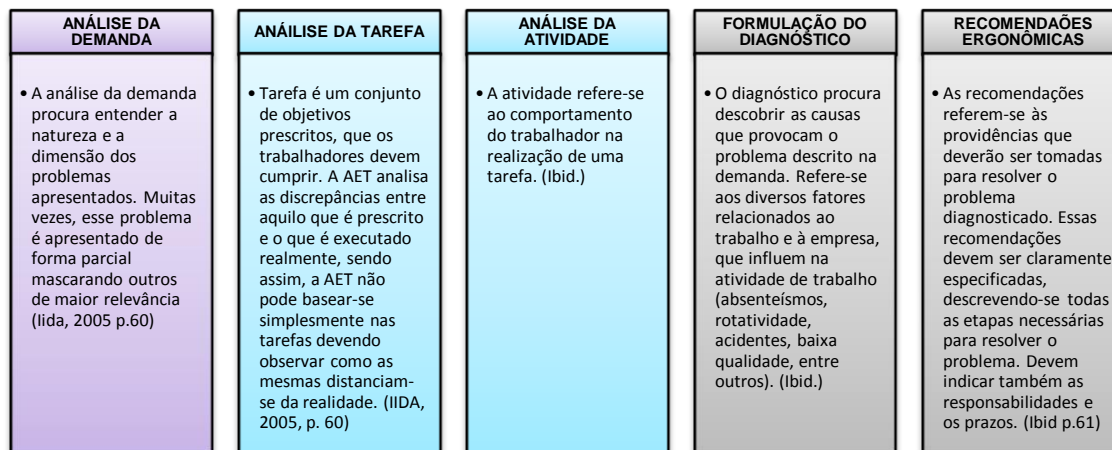 ANÁLISE DA
DEMANDA
• A análise da demanda
procura entender a
natureza e a
dimensão dos
problemas
apresentados. Muitas
vezes, esse problema
é apresentado de
forma parcial
mascarando outros
de maior relevância
(Iida, 2005 p.60)
ANÁILISE DA TAREFA
• Tarefa é um conjunto
de objetivos
prescritos, que os
trabalhadores devem
cumprir. A AET analisa
as discrepâncias entre
aquilo que é prescrito
e o que é executado
realmente, sendo
assim, a AET não
pode basear-se
simplesmente nas
tarefas devendo
observar como as
mesmas distanciam-
se da realidade. (IIDA,
2005, p. 60)
ANÁLISE DA
ATIVIDADE
• A atividade refere-se
ao comportamento
do trabalhador na
realização de uma
tarefa. (Ibid.)
FORMULAÇÃO DO
DIAGNÓSTICO
• O diagnóstico procura
descobrir as causas
que provocam o
problema descrito na
demanda. Refere-se
aos diversos fatores
relacionados ao
trabalho e à empresa,
que influem na
atividade de trabalho
(absenteísmos,
rotatividade,
acidentes, baixa
qualidade, entre
outros). (Ibid.)
RECOMENDAÕES
ERGONÔMICAS
• As recomendações
referem-se às
providências que
deverão ser tomadas
para resolver o
problema
diagnosticado. Essas
recomendações
devem ser claramente
especificadas,
descrevendo-se todas
as etapas necessárias
para resolver o
problema. Devem
indicar também as
responsabilidades e
os prazos. (Ibid p.61)